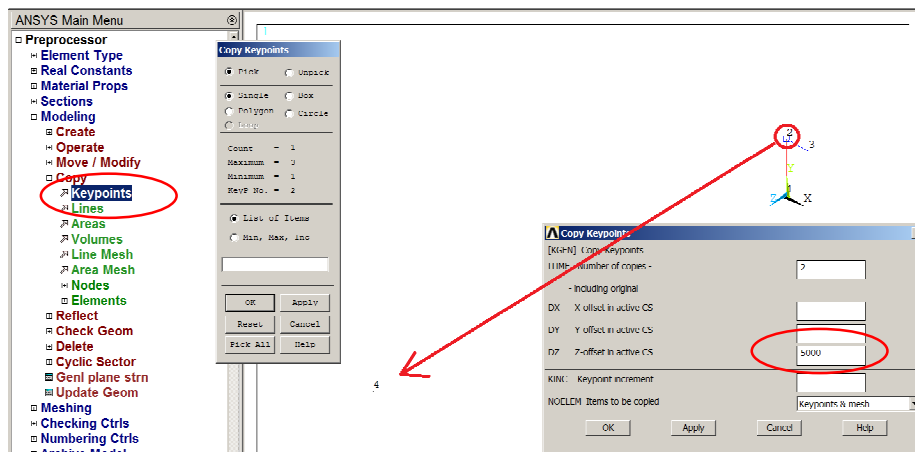 ANSYS Main Menu
Preprocessor
Element Type
Real Constants
Material Props
Sections
Modeling
Create
Operate
Move / Modify
Copy
Keypoints
Lines
Areas
Volumes
Line Mesh
Area Mesh
Nodes
Elements
Reflect
Check Geom
Delete
Cyclic Sector
Genl plane strn
Update Geom
Meshing
Checking Ctrls
Numbering Ctrls
Archive Model
Copy Keypoints
Pick Unpick
Single Box
Polygon Circle
Loop
Count = 1
Maximum = 3
Minimum = 1
KeyP No. = 2
List of Items
Min, Max, Inc
OK Apply
Reset Cancel
Pick All Help
1
2
3
Y
Z X
4
Copy Keypoints
[KGEN] Copy Keypoints
ITIME Number of copies - 2
- including original
DX X-offset in active CS
DY Y-offset in active CS
DZ Z-offset in active CS 5000
KINC Keypoint increment
NOELEM Items to be copied Keypoints & mesh
OK Apply Cancel Help